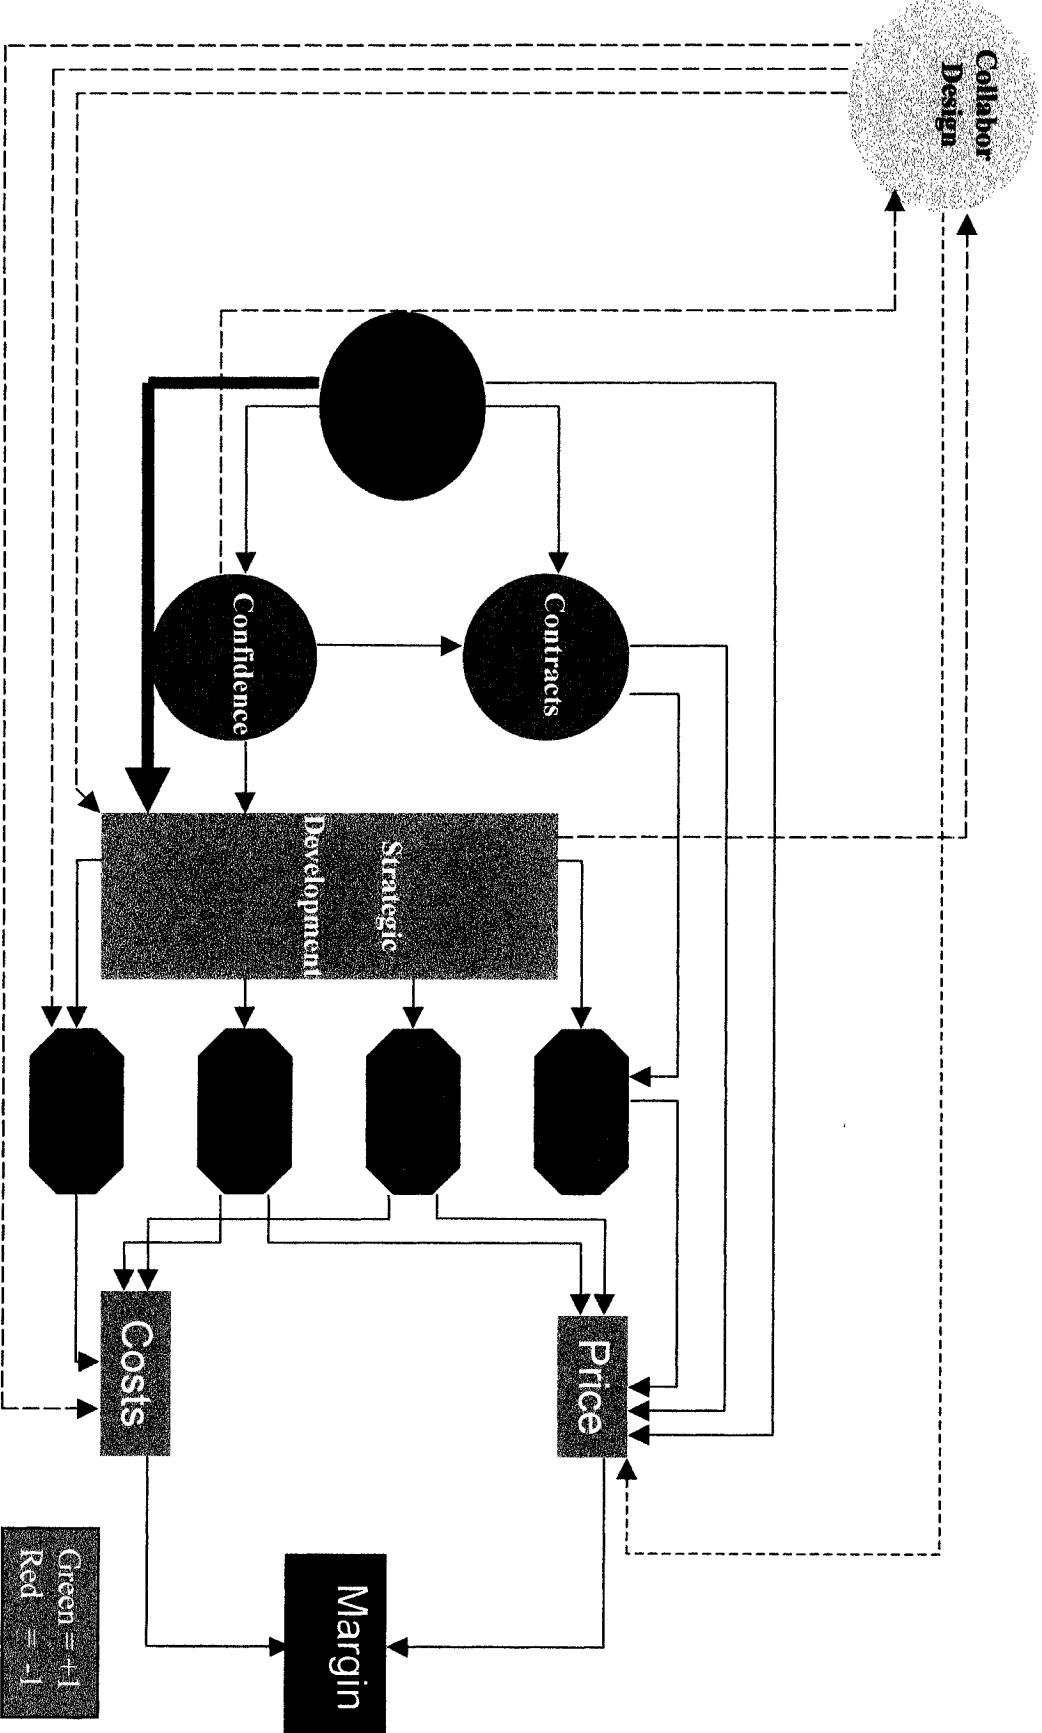 Collabor
Design
Contracts
Confidence
Strategic
Development
Price
Costs
Margin
Green = +1
Red = -1